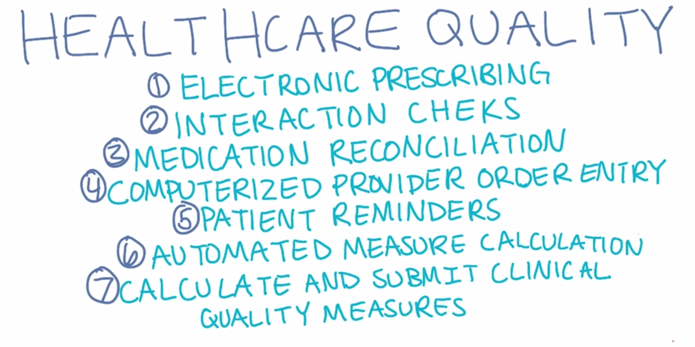 HEALTHCARE QUALITY
① ELECTRONIC PRESCRIBING
② INTERACTION CHEKS
③ MEDICATION RECONCILIATION
④ COMPUTERIZED PROVIDER ORDER ENTRY
⑤ PATIENT REMINDERS
⑥ AUTOMATED MEASURE CALCULATION
⑦ CALCULATE AND SUBMIT CLINICAL
QUALITY MEASURES